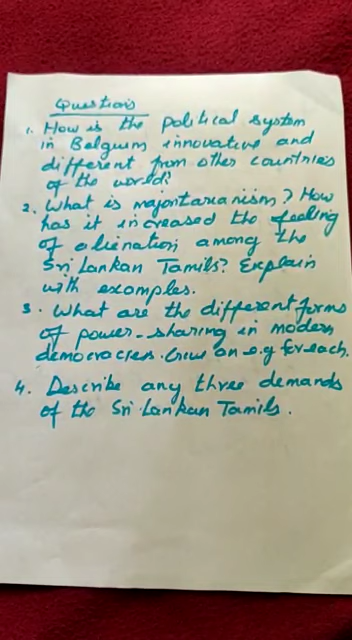 Questions
1. How is the political system
in Belgium innovative and
different from other countries
of the world?
2. What is majoritarianism? How
has it increased the feeling
of alienation among the
Sri Lankan Tamils? Explain
with examples.
3. What are the different forms
of power-sharing in modern
democracies. Give an e.g for each.
4. Describe any three demands
of the Sri Lankan Tamils.